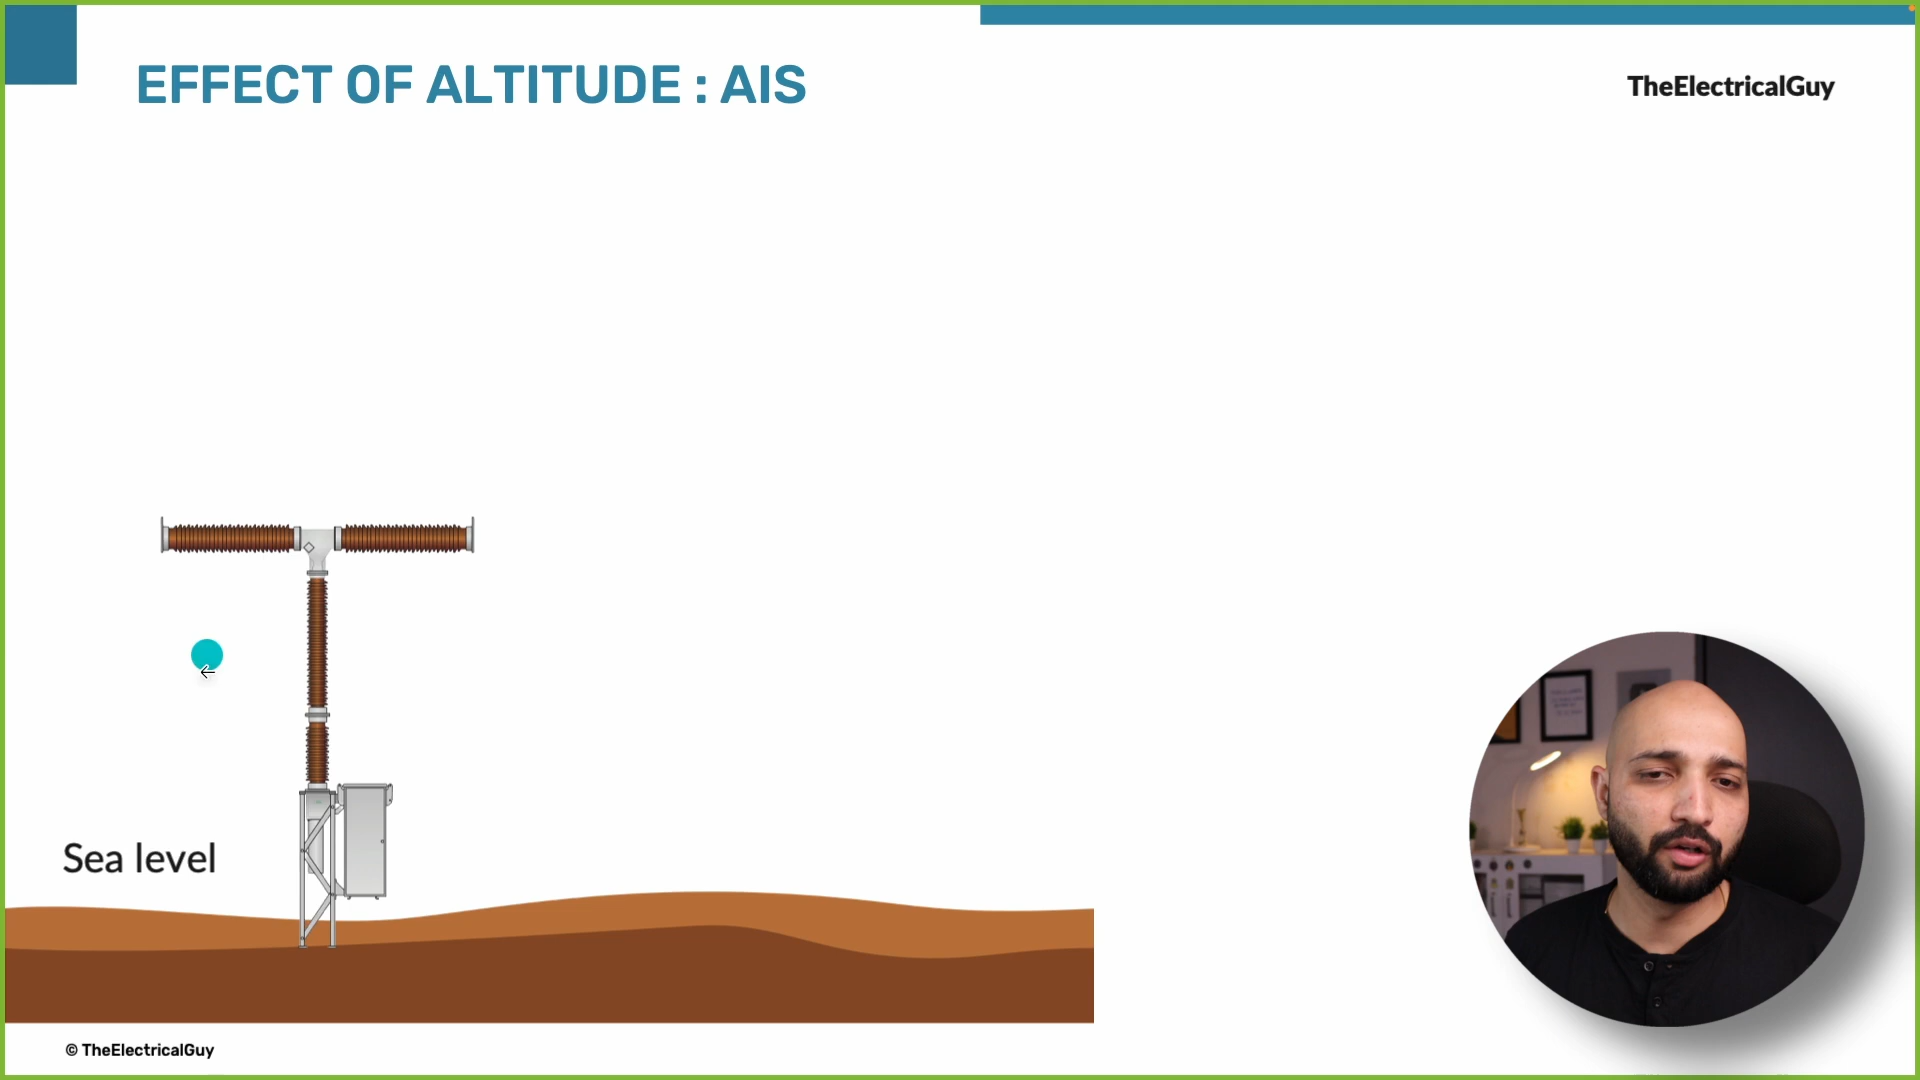 EFFECT OF ALTITUDE : AIS
TheElectricalGuy
Sea level
© TheElectricalGuy